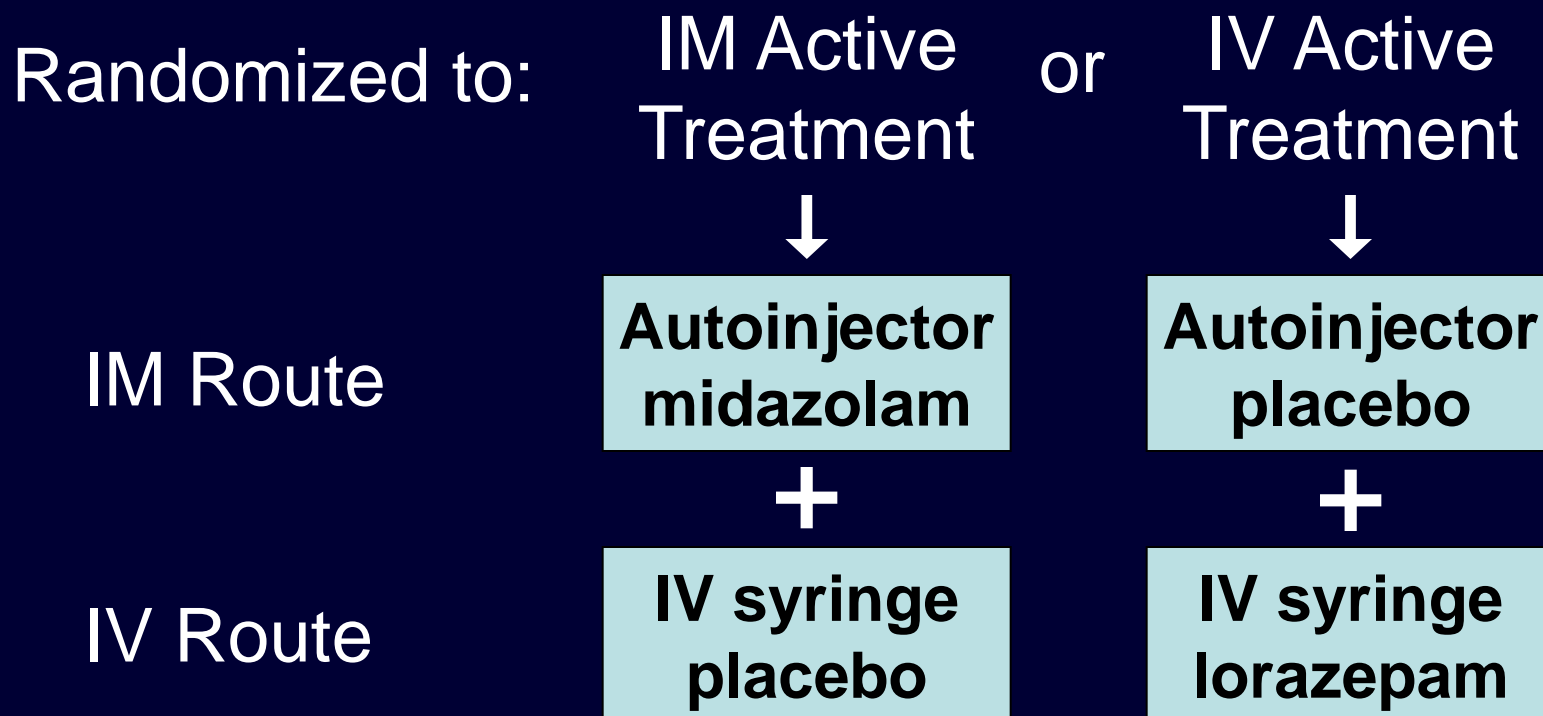 Randomized to:
IM Active
Treatment
or
IV Active
Treatment
IM Route
Autoinjector
midazolam
Autoinjector
placebo
+
+
IV Route
IV syringe
placebo
IV syringe
lorazepam